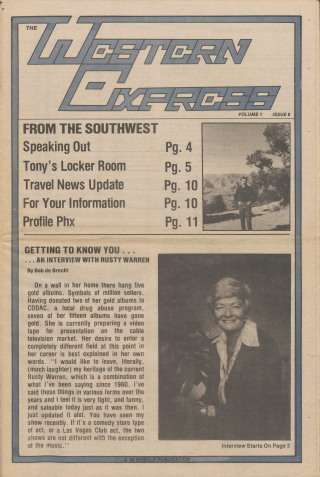 THE
WESTERN
EXPRESS
VOLUME 1 ISSUE 6
FROM THE SOUTHWEST
Speaking Out Pg. 4
Tony's Locker Room Pg. 5
Travel News Update Pg. 10
For Your Information Pg. 10
Profile Phx Pg. 11
GETTING TO KNOW YOU . . .
. . . AN INTERVIEW WITH RUSTY WARREN
By Bob de Brecht
On a wall in her home there hang five
gold albums. Symbols of million sellers.
Having donated two of her gold albums to
CODAC, a local drug abuse program,
seven of her fifteen albums have gone
gold. She is currently preparing a video
tape for presentation on the cable
television market. Her desire to enter a
completely different field at this point in
her career is best explained in her own
words. "I would like to leave, literally,
(much laughter) my heritage of the current
Rusty Warren, which is a combination of
what I've been saying since 1960. I've
said those things in various forms over the
years and I feel it is very tight, and funny,
and saleable today just as it was then. I
just updated it alot. You have seen my
show recently. If it's a comedy store type
of act, or a Las Vegas Club act, the two
shows are not different with the exception
of the music."
Interview Starts On Page 2
A BI-WEEKLY PUBLICATION